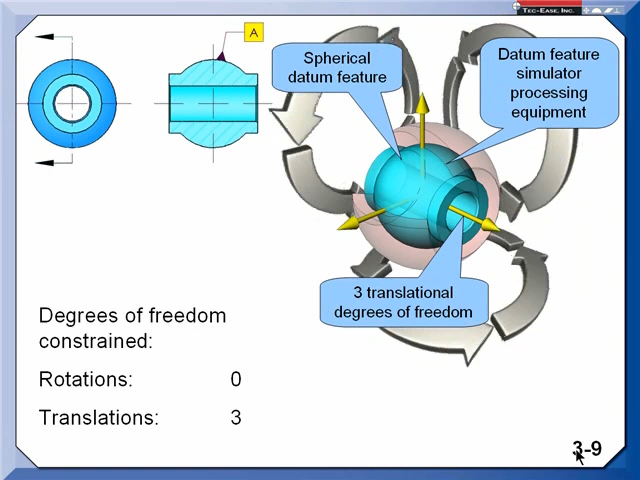 TEC-EASE, INC.
A
Spherical
datum feature
Datum feature
simulator
processing
equipment
3 translational
degrees of freedom
Degrees of freedom
constrained:
Rotations: 0
Translations: 3
3-9